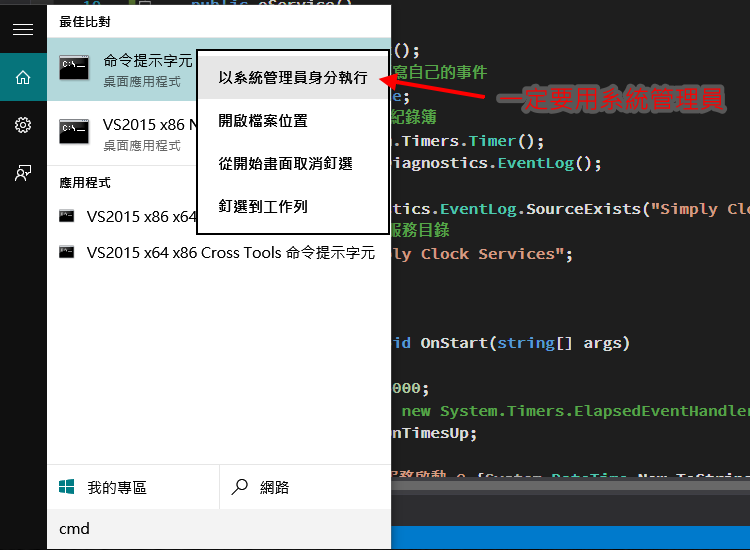 最佳比對
命令提示字元
桌面應用程式
VS2015 x86 N
桌面應用程式
應用程式
VS2015 x86 x64
VS2015 x64 x86 Cross Tools 命令提示字元
我的專區
網路
cmd
以系統管理員身分執行
開啟檔案位置
從開始畫面取消釘選
釘選到工作列
一定要用系統管理員
public eService()
();
寫自己的事件
e;
紀錄簿
.Timers.Timer();
iagnostics.EventLog();
stics.EventLog.SourceExists("Simply Clo
服務目錄
ly Clock Services";
id OnStart(string[] args)
000;
new System.Timers.ElapsedEventHandler
nTimesUp;